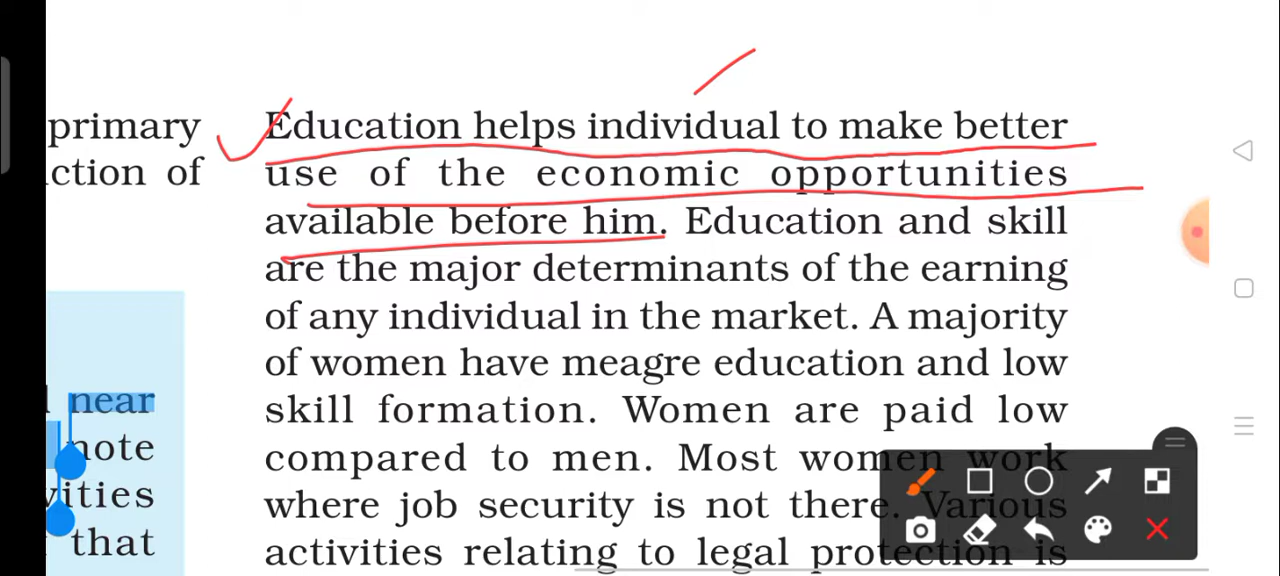 primary
ction of
near
note
vities
that
Education helps individual to make better
use of the economic opportunities
available before him. Education and skill
are the major determinants of the earning
of any individual in the market. A majority
of women have meagre education and low
skill formation. Women are paid low
compared to men. Most women work
where job security is not there. Various
activities relating to legal protection is